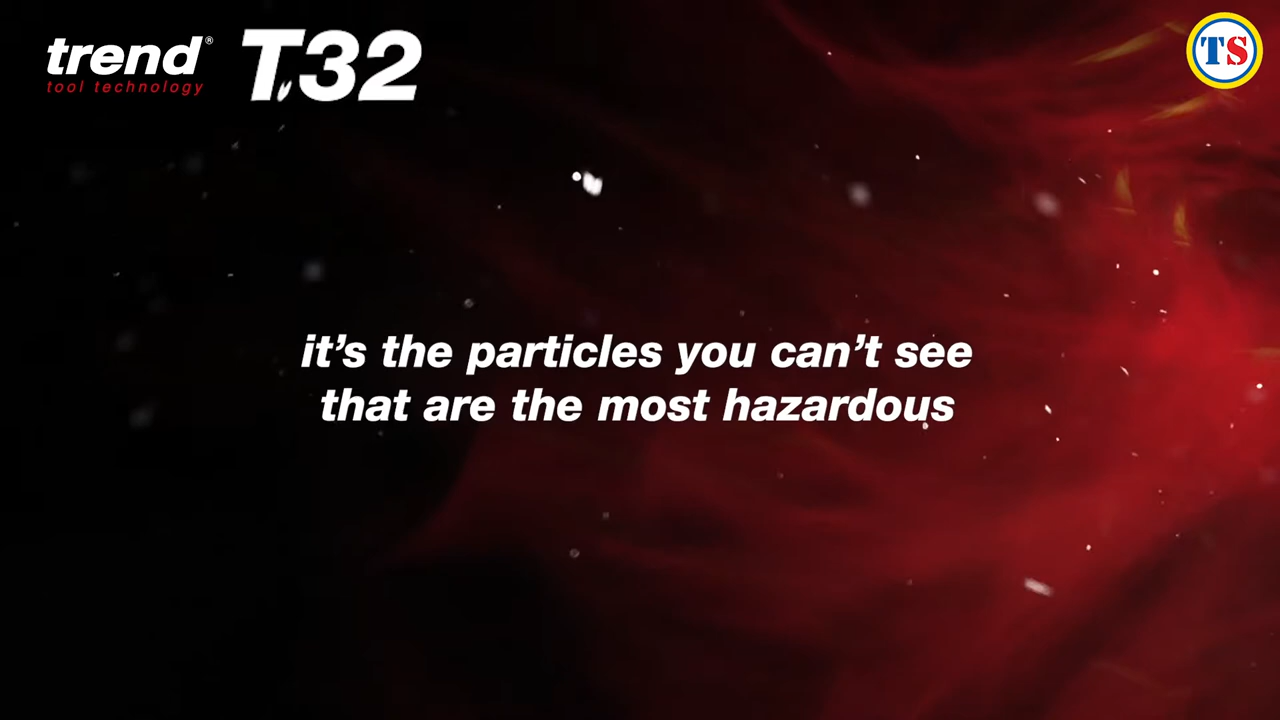 trend®
tool technology
T32
TS
it's the particles you can't see
that are the most hazardous